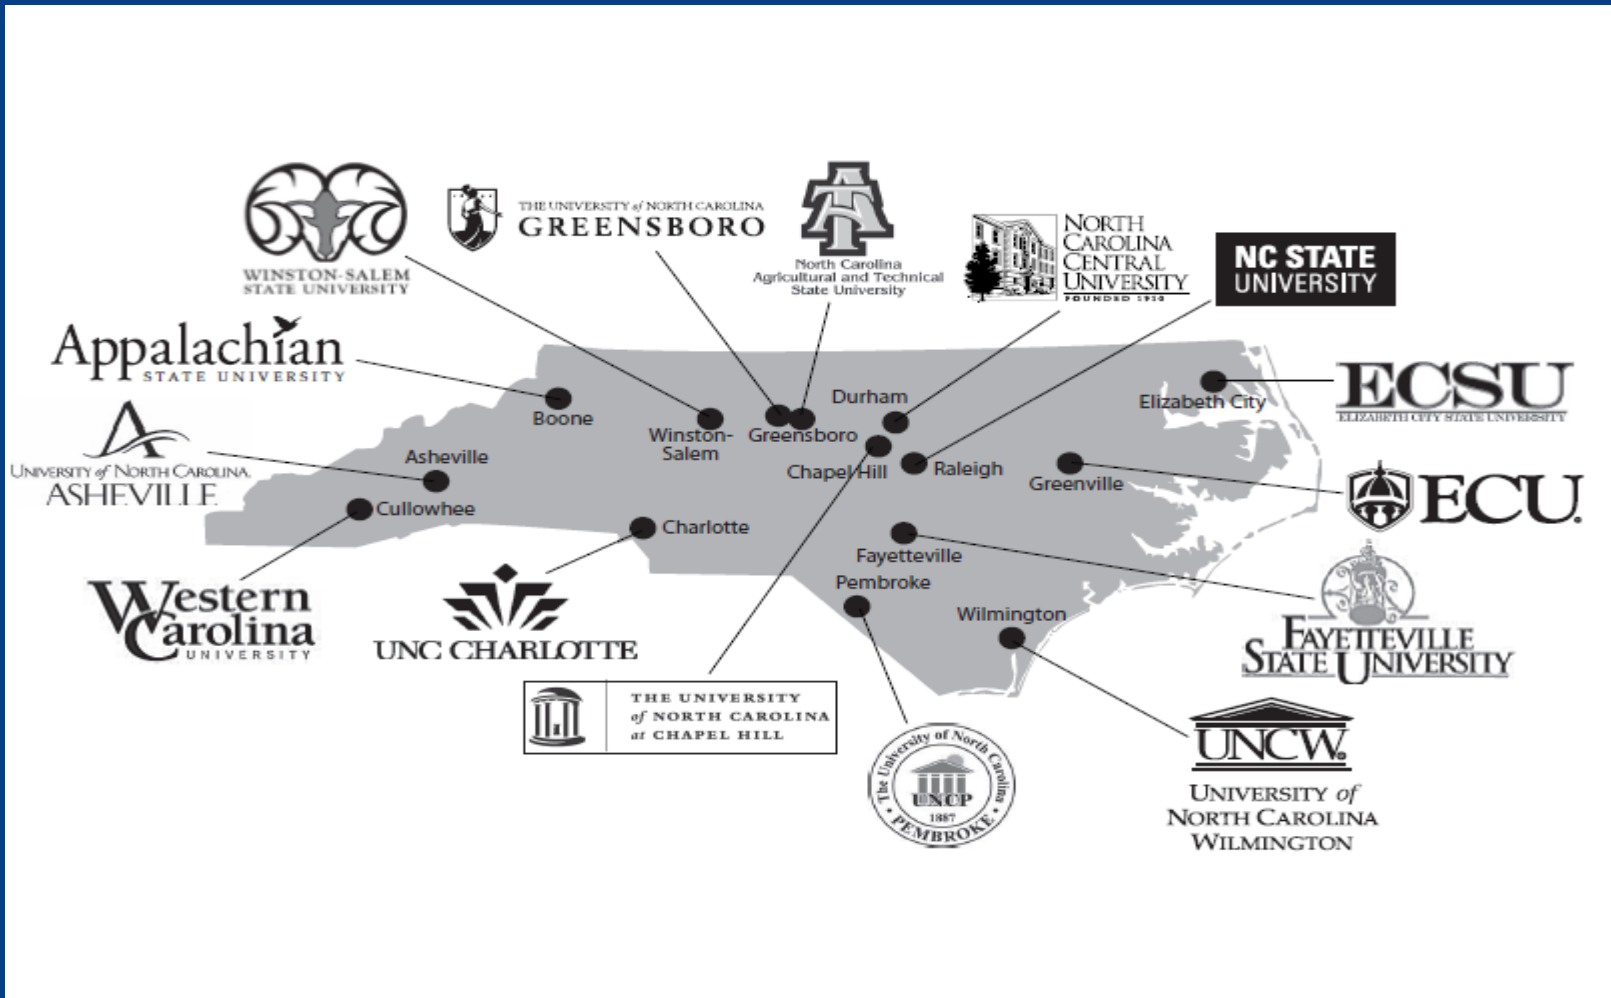 WINSTON-SALEM
STATE UNIVERSITY
THE UNIVERSITY of NORTH CAROLINA
GREENSBORO
AT
North Carolina
Agricultural and Technical
State University
NORTH
CAROLINA
CENTRAL
UNIVERSITY
FOUNDED 1910
NC STATE
UNIVERSITY
Appalachian
STATE UNIVERSITY
A
UNIVERSITY of NORTH CAROLINA
ASHEVILLE
Western
Carolina
UNIVERSITY
UNC CHARLOTTE
THE UNIVERSITY
of NORTH CAROLINA
at CHAPEL HILL
The University of North Carolina
UNCP
1887
PEMBROKE
UNCW
UNIVERSITY of
NORTH CAROLINA
WILMINGTON
FAYETTEVILLE
STATE UNIVERSITY
ECU
ECSU
ELIZABETH CITY STATE UNIVERSITY
Boone
Winston-
Salem
Greensboro
Durham
Chapel Hill
Raleigh
Elizabeth City
Greenville
Asheville
Cullowhee
Charlotte
Fayetteville
Pembroke
Wilmington